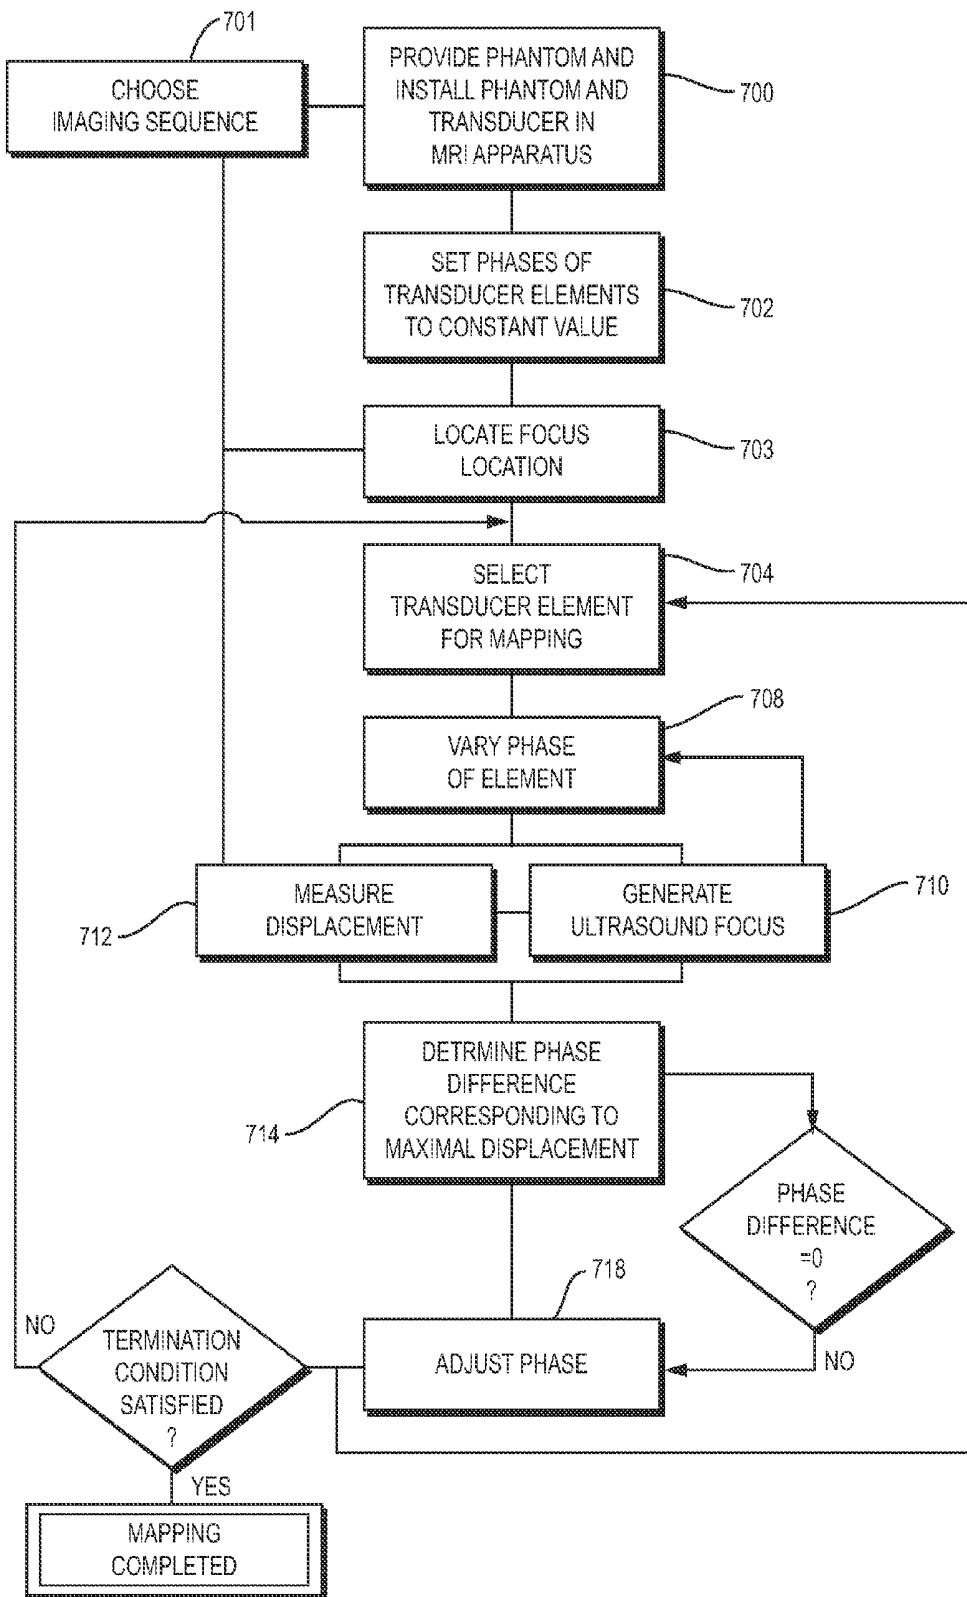 701
CHOOSE
IMAGING SEQUENCE
PROVIDE PHANTOM AND
INSTALL PHANTOM AND
TRANSDUCER IN
MRI APPARATUS
700
SET PHASES OF
TRANSDUCER ELEMENTS
TO CONSTANT VALUE
702
LOCATE FOCUS
LOCATION
703
SELECT
TRANSDUCER ELEMENT
FOR MAPPING
704
VARY PHASE
OF ELEMENT
708
MEASURE
DISPLACEMENT
712
GENERATE
ULTRASOUND FOCUS
710
DETRMINE PHASE
DIFFERENCE
CORRESPONDING TO
MAXIMAL DISPLACEMENT
714
PHASE
DIFFERENCE
=0
?
NO
718
ADJUST PHASE
NO
TERMINATION
CONDITION
SATISFIED
?
YES
MAPPING
COMPLETED